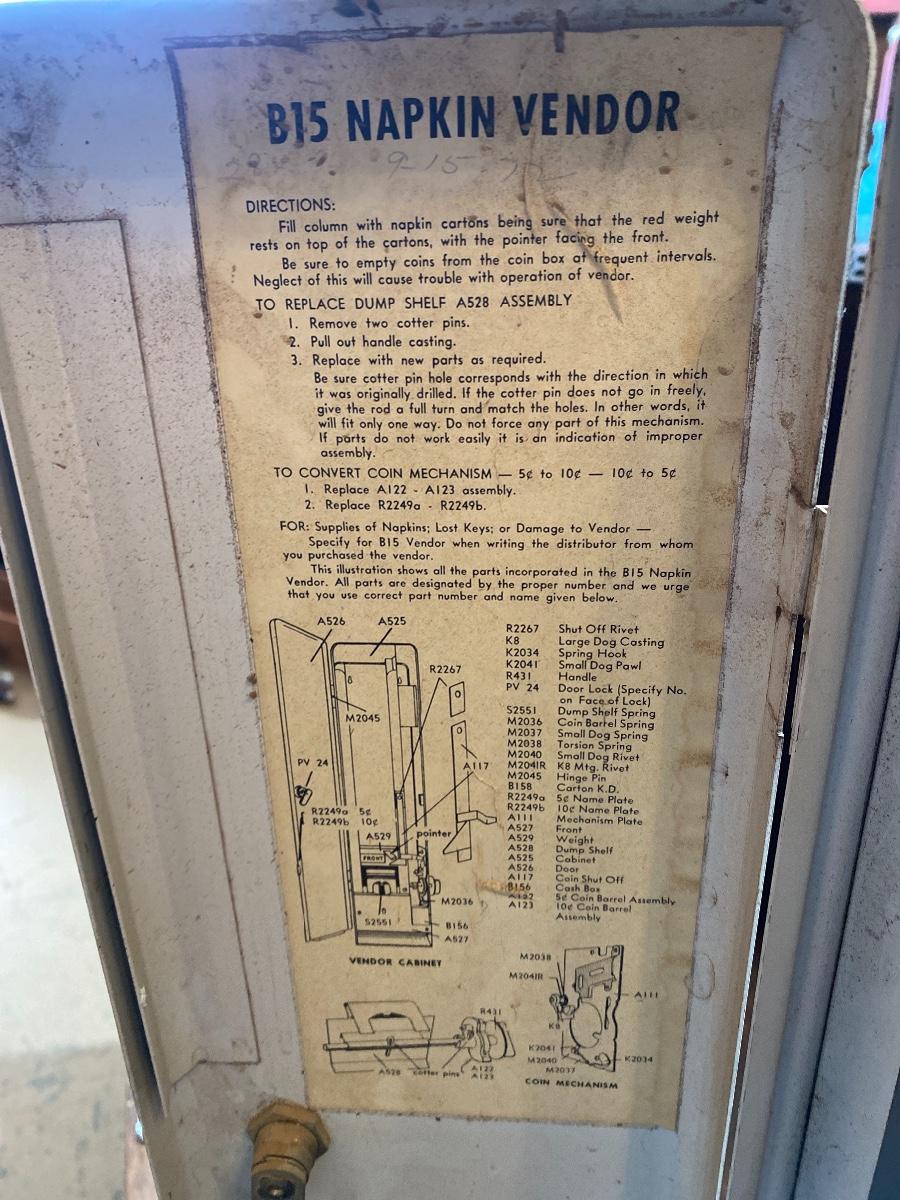 B15 NAPKIN VENDOR
9-15-72
DIRECTIONS:
Fill column with napkin cartons being sure that the red weight
rests on top of the cartons, with the pointer facing the front.
Be sure to empty coins from the coin box at frequent intervals.
Neglect of this will cause trouble with operation of vendor.
TO REPLACE DUMP SHELF A528 ASSEMBLY
1. Remove two cotter pins.
2. Pull out handle casting.
3. Replace with new parts as required.
Be sure cotter pin hole corresponds with the direction in which
it was originally drilled. If the cotter pin does not go in freely,
give the rod a full turn and match the holes. In other words, it
will fit only one way. Do not force any part of this mechanism.
If parts do not work easily it is an indication of improper
assembly.
TO CONVERT COIN MECHANISM — 5¢ to 10¢ — 10¢ to 5¢
1. Replace A122 - A123 assembly.
2. Replace R2249a - R2249b.
FOR: Supplies of Napkins; Lost Keys; or Damage to Vendor —
Specify for B15 Vendor when writing the distributor from whom
you purchased the vendor.
This illustration shows all the parts incorporated in the B15 Napkin
Vendor. All parts are designated by the proper number and we urge
that you use correct part number and name given below.
A526 A525
R2267
M2045
PV 24
A117
R2249a 5¢
R2249b 10¢
A529
pointer
FRONT
M2036
S2551
B156
A527
VENDOR CABINET
R2267 Shut Off Rivet
K8 Large Dog Casting
K2034 Spring Hook
K2041 Small Dog Pawl
R431 Handle
PV 24 Door Lock (Specify No.
on Face of Lock)
S2551 Dump Shelf Spring
M2036 Coin Barrel Spring
M2037 Small Dog Spring
M2038 Torsion Spring
M2040 Small Dog Rivet
M2041R K8 Mtg. Rivet
M2045 Hinge Pin
B158 Carton K.D.
R2249a 5¢ Name Plate
R2249b 10¢ Name Plate
A111 Mechanism Plate
A527 Front
A529 Weight
A528 Dump Shelf
A525 Cabinet
A526 Door
A117 Coin Shut Off
B156 Cash Box
A122 5¢ Coin Barrel Assembly
A123 10¢ Coin Barrel
Assembly
R431
A528 cotter pins A122
A123
M2038
M2041R
A111
K8
K2041
M2040
K2034
M2037
COIN MECHANISM